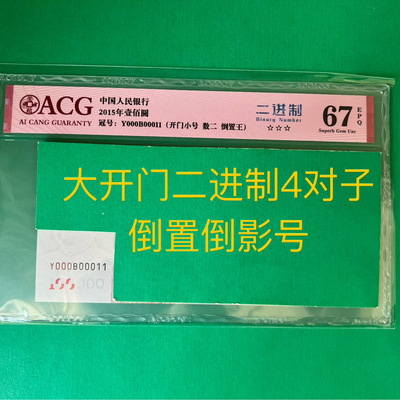 ACG
AI CANG GUARANTY
中国人民银行
2015年壹佰圆
冠号: Y000B00011 (开门小号 数二 倒置王)
二进制
Binary Number
☆☆☆
67 EPQ
Superb Gem Unc
大开门二进制4对子
倒置倒影号
Y000B00011
100